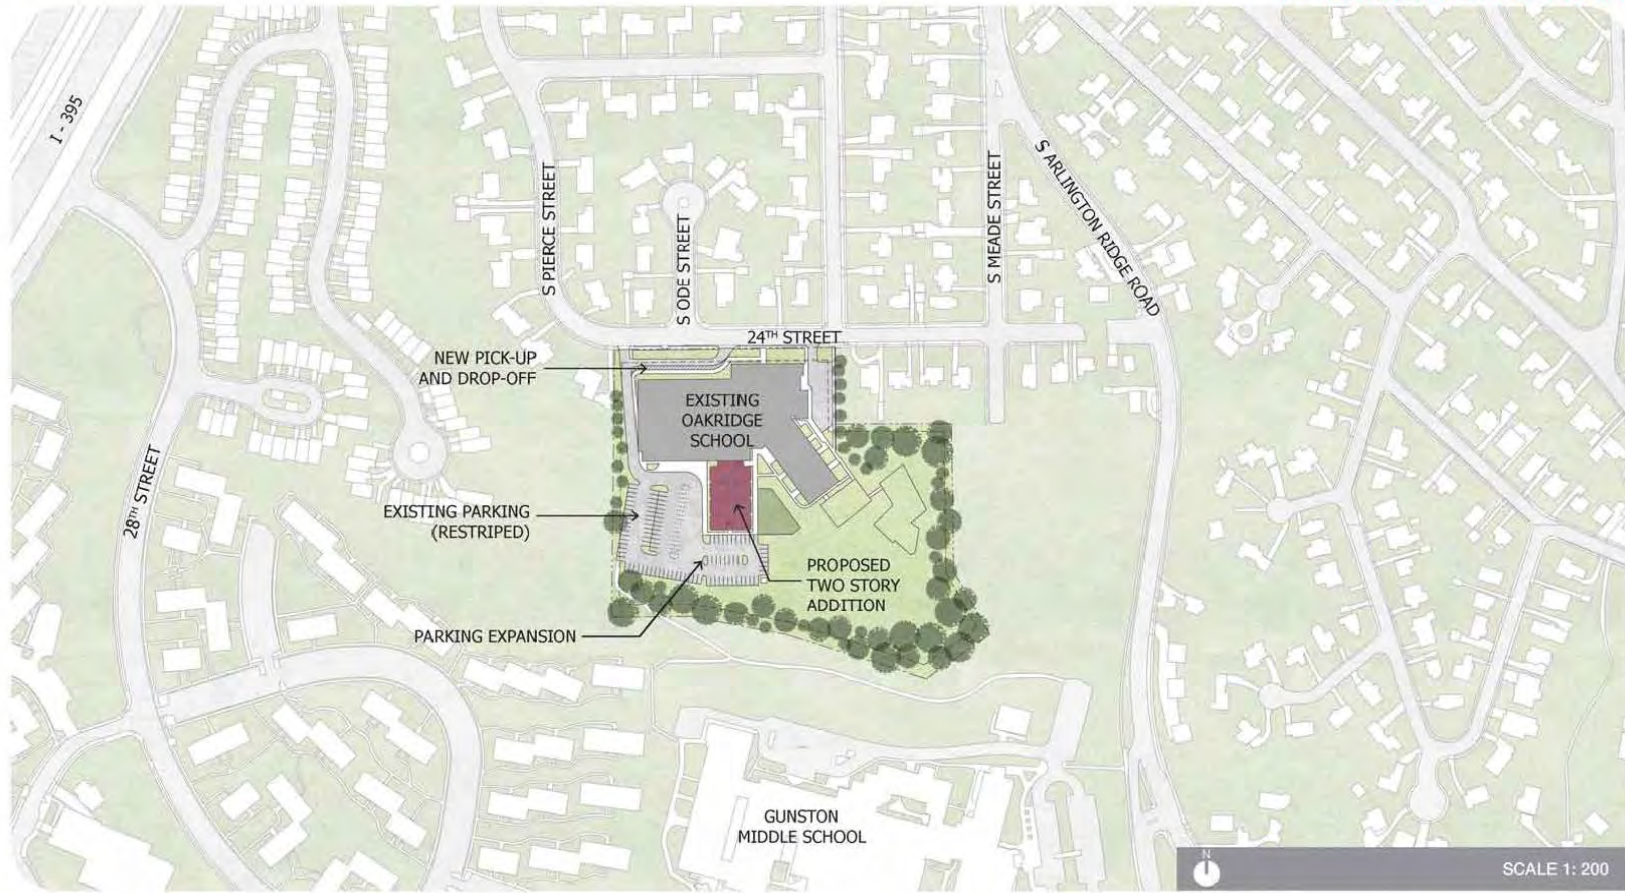 I - 395
S PIERCE STREET
S ODE STREET
S MEADE STREET
S ARLINGTON RIDGE ROAD
24TH STREET
NEW PICK-UP
AND DROP-OFF
EXISTING
OAKRIDGE
SCHOOL
28TH STREET
EXISTING PARKING
(RESTRIPED)
PROPOSED
TWO STORY
ADDITION
PARKING EXPANSION
GUNSTON
MIDDLE SCHOOL
N
SCALE 1: 200